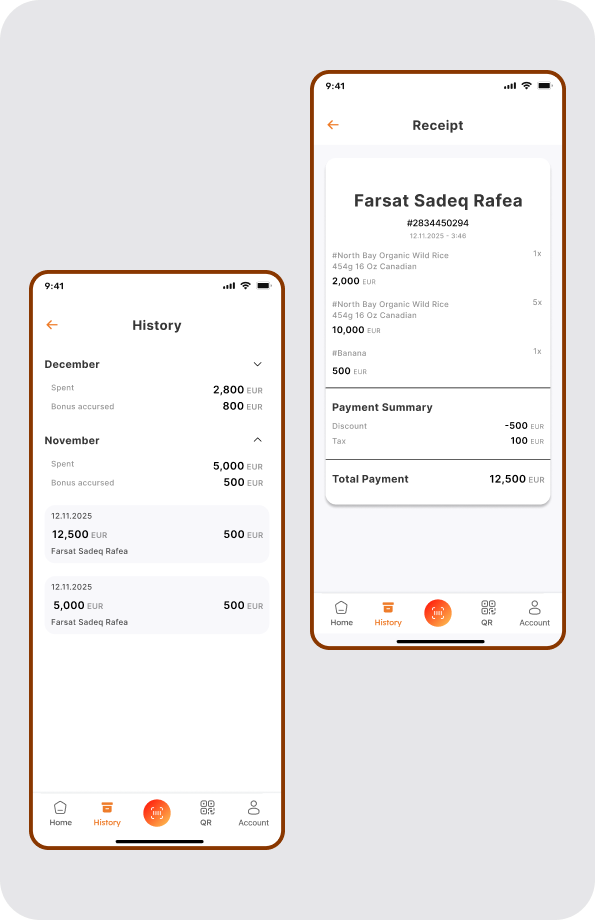 9:41
History
December
Spent 2,800 EUR
Bonus accursed 800 EUR
November
Spent 5,000 EUR
Bonus accursed 500 EUR
12.11.2025
12,500 EUR 500 EUR
Farsat Sadeq Rafea
12.11.2025
5,000 EUR 500 EUR
Farsat Sadeq Rafea
Home History QR Account
9:41
Receipt
Farsat Sadeq Rafea
#2834450294
12.11.2025 - 3:46
#North Bay Organic Wild Rice 1x
454g 16 Oz Canadian
2,000 EUR
#North Bay Organic Wild Rice 5x
454g 16 Oz Canadian
10,000 EUR
#Banana 1x
500 EUR
Payment Summary
Discount -500 EUR
Tax 100 EUR
Total Payment 12,500 EUR
Home History QR Account